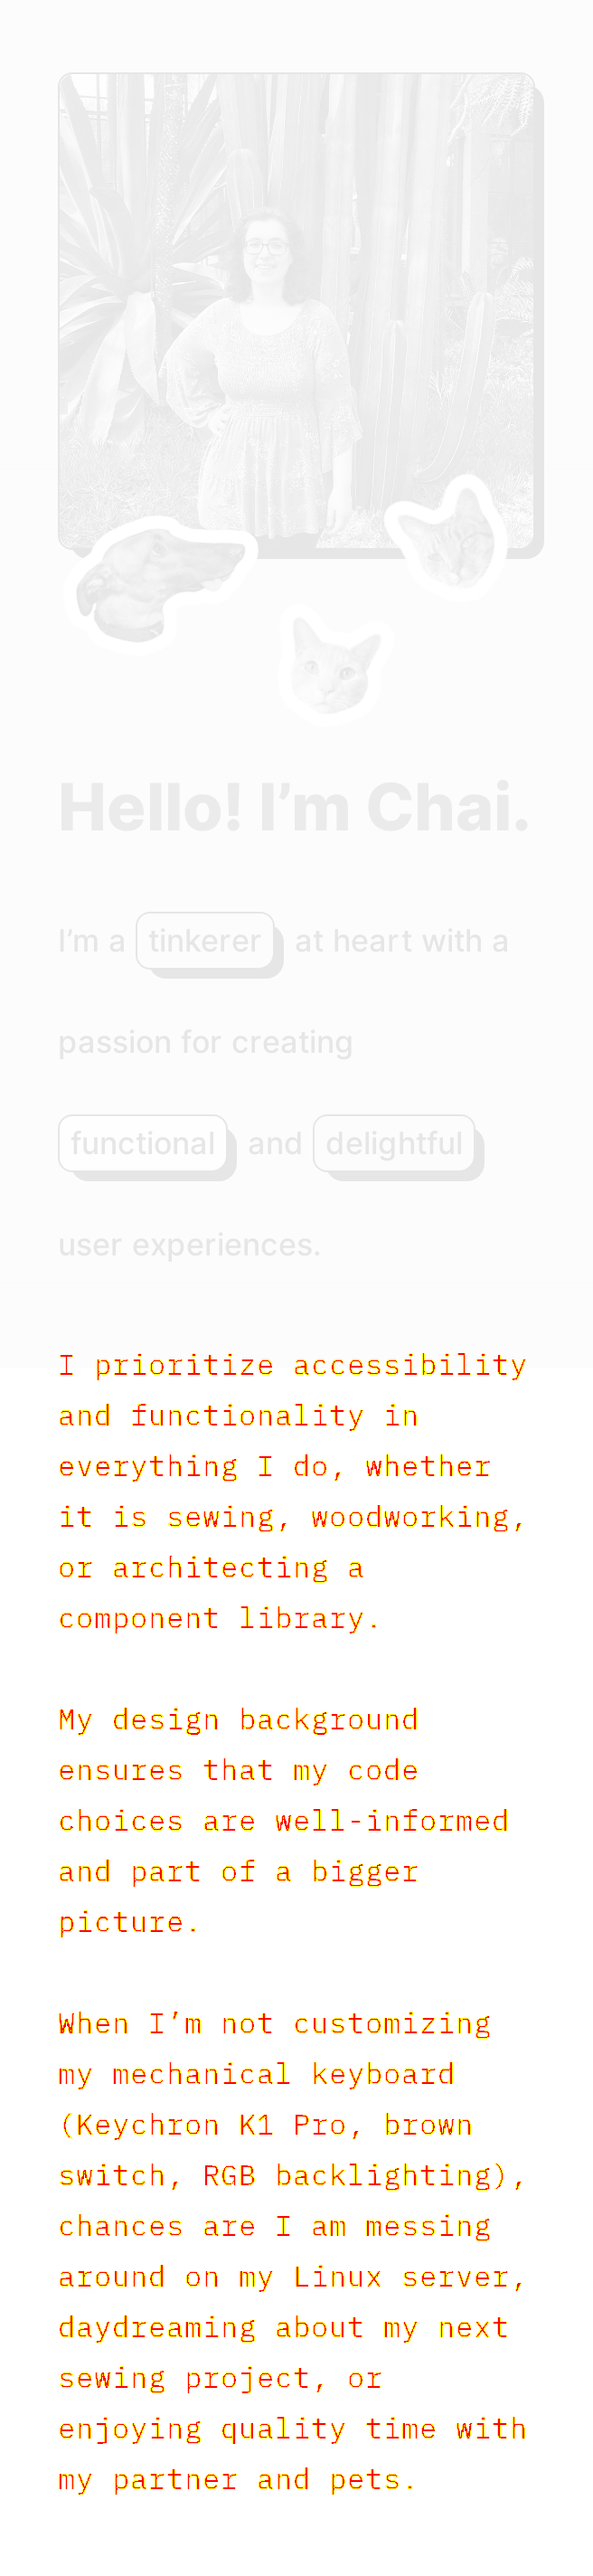 Hello! I’m Chai.
I’m a tinkerer at heart with a
passion for creating
functional and delightful
user experiences.
I prioritize accessibility
and functionality in
everything I do, whether
it is sewing, woodworking,
or architecting a
component library.
My design background
ensures that my code
choices are well-informed
and part of a bigger
picture.
When I’m not customizing
my mechanical keyboard
(Keychron K1 Pro, brown
switch, RGB backlighting),
chances are I am messing
around on my Linux server,
daydreaming about my next
sewing project, or
enjoying quality time with
my partner and pets.